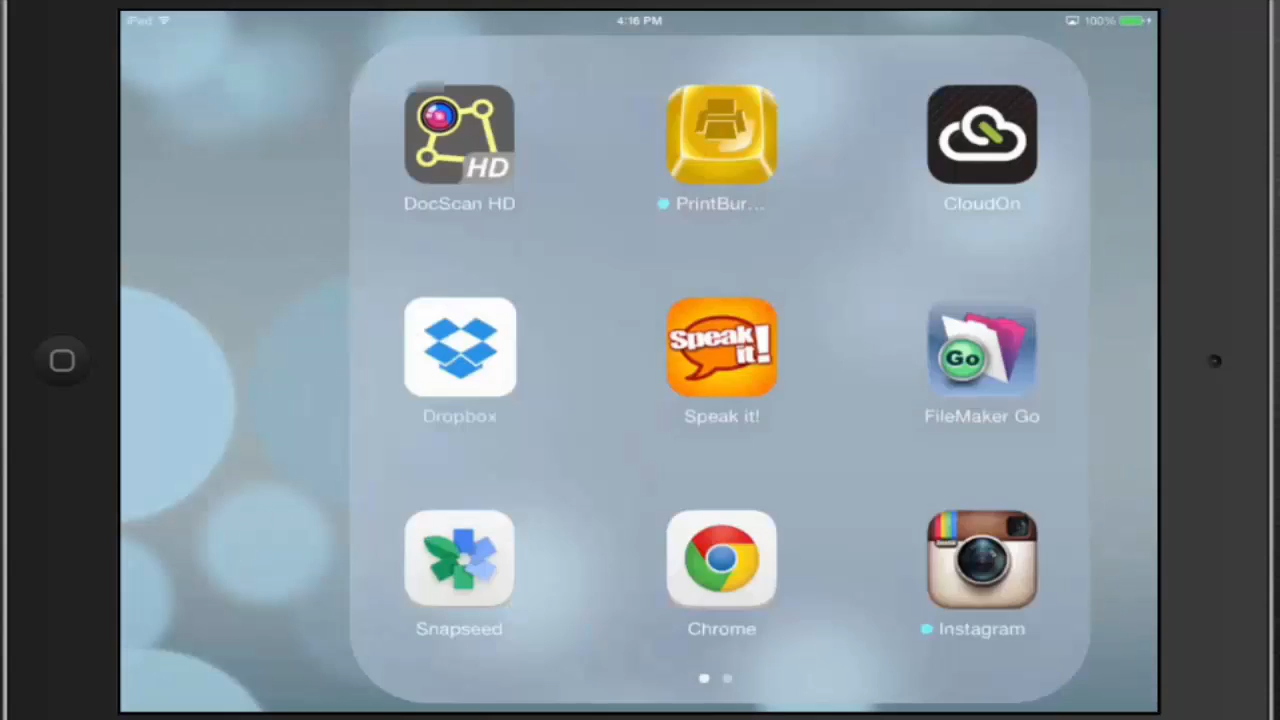 iPad 4:16 PM 100%
HD
DocScan HD PrintBur... CloudOn
Speak it!
Go
Dropbox Speak it! FileMaker Go
Snapseed Chrome Instagram